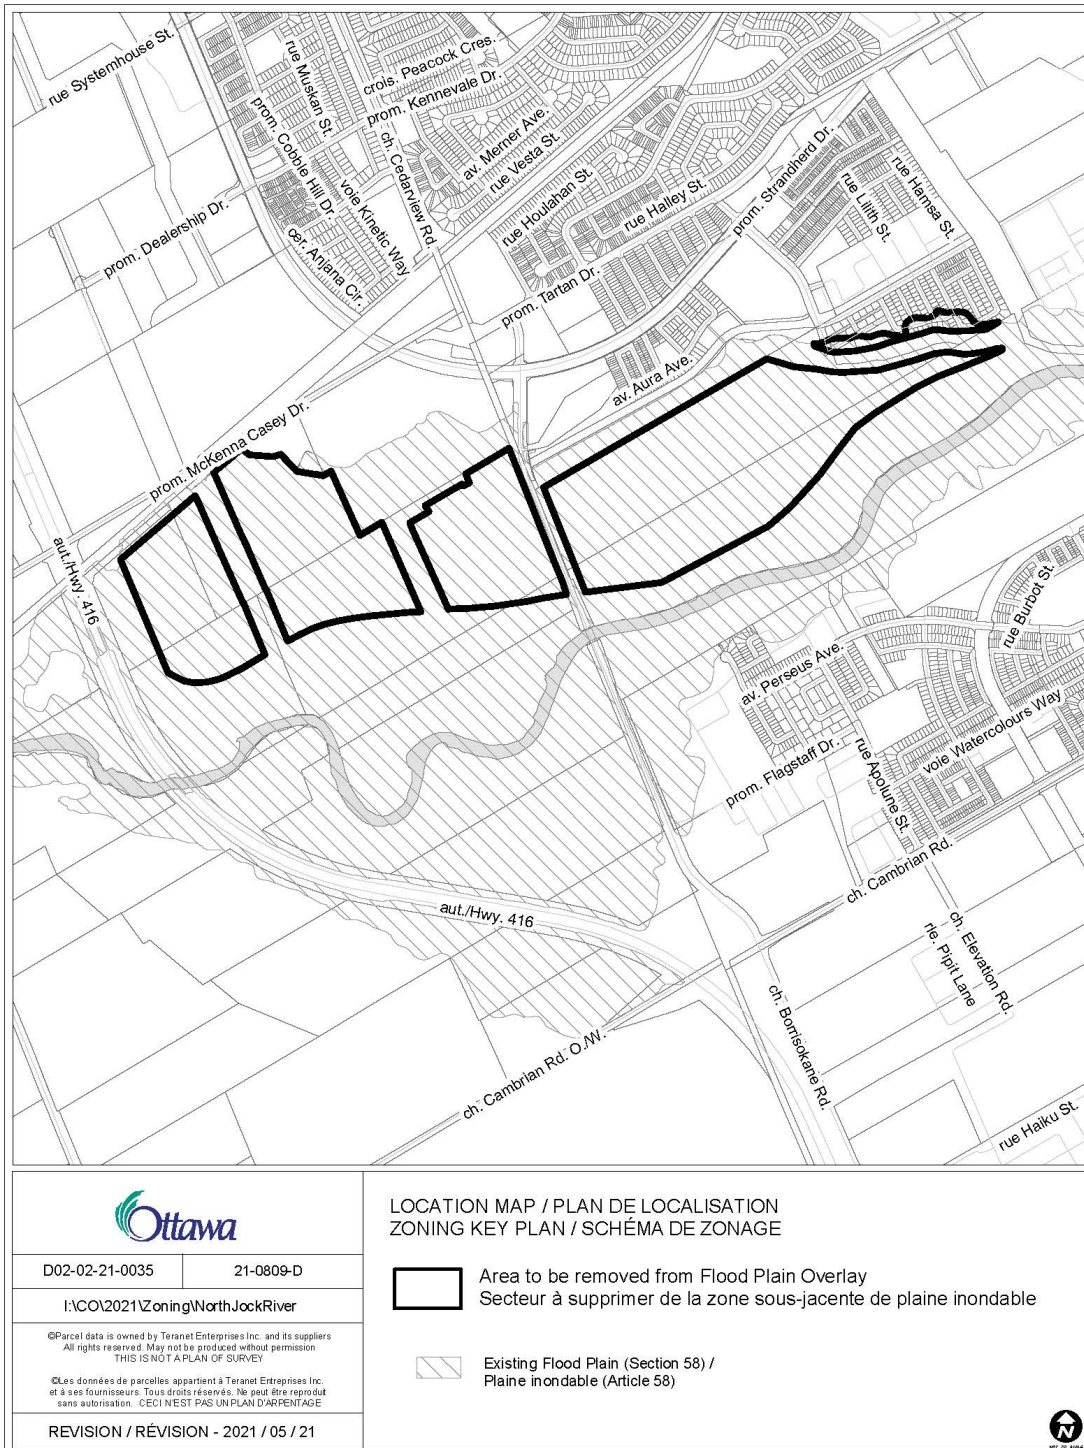 rue Systemhouse St.
rue Muskan St.
crois. Peacock Cres.
prom. Kennevale Dr.
prom. Cobble Hill Dr.
ch. Cedarview Rd.
av. Merner Ave.
rue Vesta St.
prom. Strandherd Dr.
rue Lilith St.
rue Hamsa St.
voie Kinetic Way
rue Houlahan St.
rue Halley St.
prom. Dealership Dr.
cer. Anjana Cir.
prom. Tartan Dr.
av. Aura Ave.
prom. McKenna Casey Dr.
aut./Hwy. 416
rue Burbot St.
av. Perseus Ave.
voie Watercolours Way
prom. Flagstaff Dr.
rue Apolune St.
ch. Cambrian Rd.
aut./Hwy. 416
ch. Elevation Rd.
rle. Pipit Lane
ch. Borrisokane Rd.
ch. Cambrian Rd. O./W.
rue Haiku St.
Ottawa
D02-02-21-0035
21-0809-D
I:\CO\2021\Zoning\NorthJockRiver
©Parcel data is owned by Teranet Enterprises Inc. and its suppliers
All rights reserved. May not be produced without permission
THIS IS NOT A PLAN OF SURVEY
©Les données de parcelles appartient à Teranet Entreprises Inc.
et à ses fournisseurs. Tous droits réservés. Ne peut être reproduit
sans autorisation. CECI N'EST PAS UN PLAN D'ARPENTAGE
REVISION / RÉVISION - 2021 / 05 / 21
LOCATION MAP / PLAN DE LOCALISATION
ZONING KEY PLAN / SCHÉMA DE ZONAGE
Area to be removed from Flood Plain Overlay
Secteur à supprimer de la zone sous-jacente de plaine inondable
Existing Flood Plain (Section 58) /
Plaine inondable (Article 58)
N